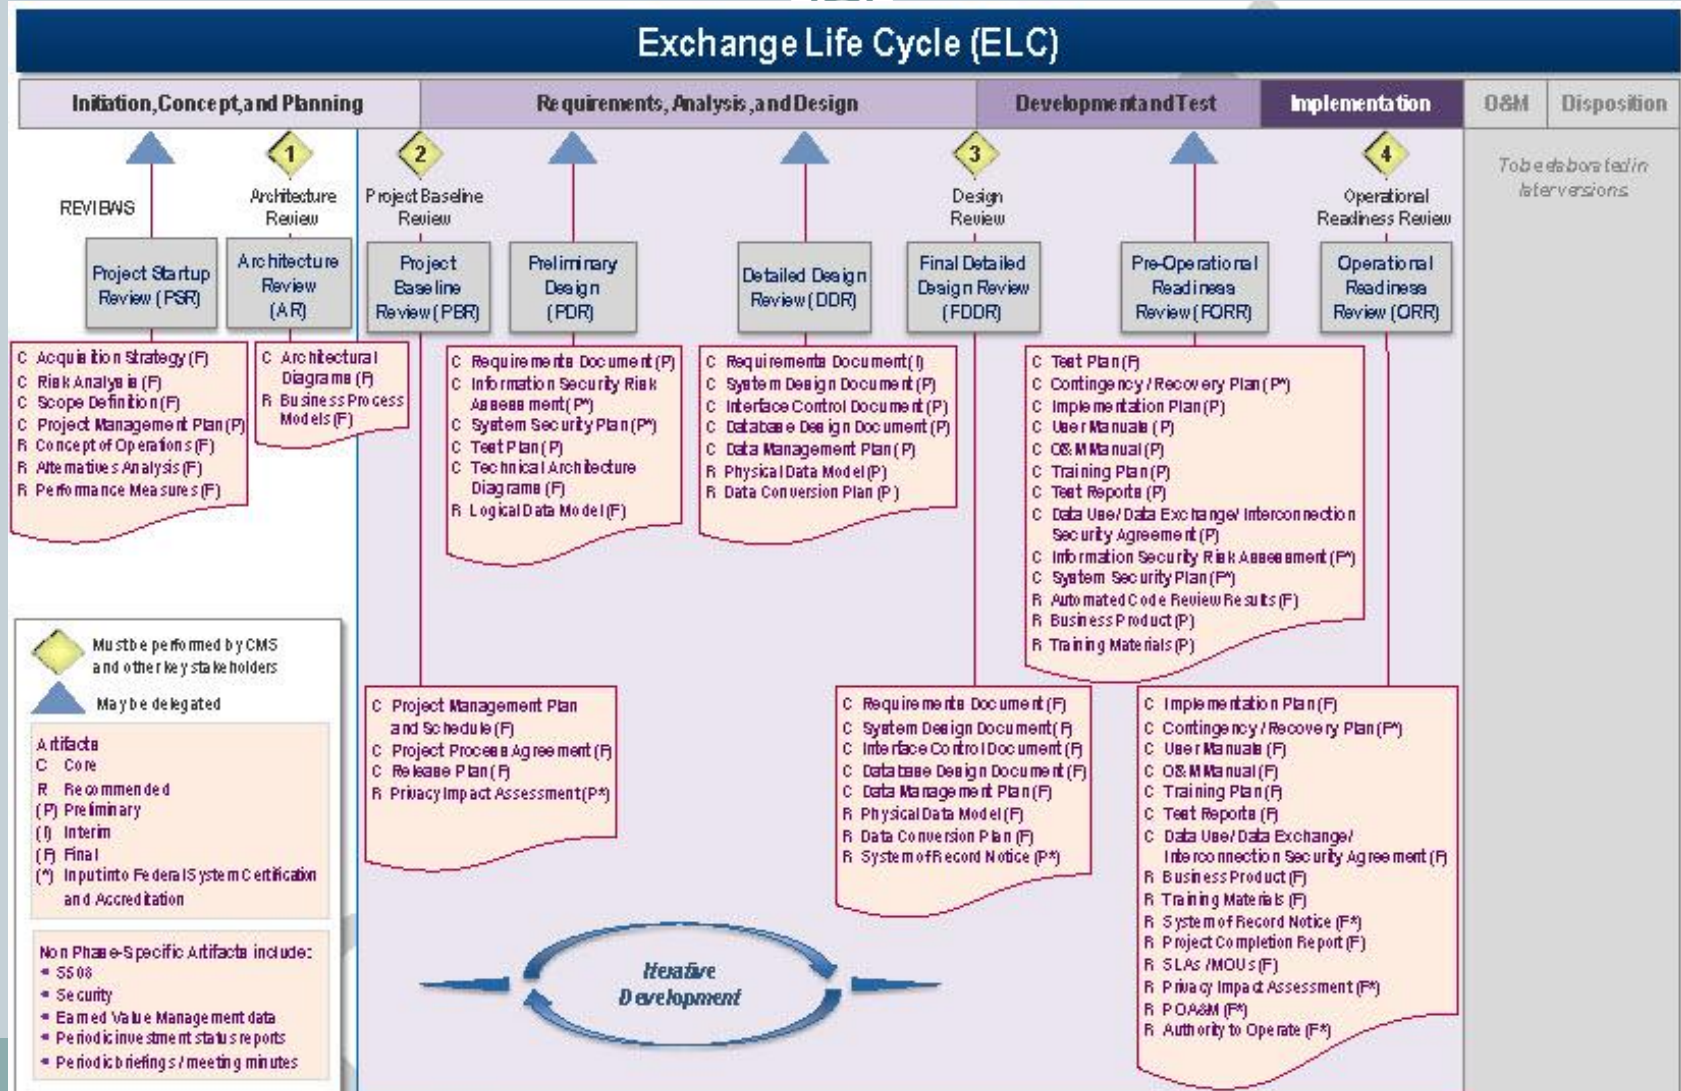 Exchange Life Cycle (ELC)
Initiation, Concept, and Planning
Requirements, Analysis, and Design
Development and Test
Implementation
O&M
Disposition
1
2
3
4
To be elaborated in
later versions.
REVIEWS
Architecture
Review
Project Baseline
Review
Design
Review
Operational
Readiness Review
Project Startup
Review (PSR)
Architecture
Review
(AR)
Project
Baseline
Review (PBR)
Preliminary
Design
(PDR)
Detailed Design
Review (DDR)
Final Detailed
Design Review
(FDDR)
Pre-Operational
Readiness
Review (PORR)
Operational
Readiness
Review (ORR)
C Acquisition Strategy (F)
C Risk Analysis (F)
C Scope Definition (F)
C Project Management Plan (P)
R Concept of Operations (F)
R Alternatives Analysis (F)
R Performance Measures (F)
C Architectural
Diagrams (F)
R Business Process
Models (F)
C Requirements Document (P)
C Information Security Risk
Assessment (P*)
C System Security Plan (P*)
C Test Plan (P)
C Technical Architecture
Diagrams (F)
R Logical Data Model (F)
C Requirements Document (I)
C System Design Document (P)
C Interface Control Document (P)
C Database Design Document (P)
C Data Management Plan (P)
R Physical Data Model (P)
R Data Conversion Plan (P)
C Test Plan (F)
C Contingency / Recovery Plan (P*)
C Implementation Plan (P)
C User Manuals (P)
C O&M Manual (P)
C Training Plan (P)
C Test Reports (P)
C Data Use/ Data Exchange/ Interconnection
Security Agreement (P)
C Information Security Risk Assessment (F*)
C System Security Plan (F*)
R Automated Code Review Results (F)
R Business Product (P)
R Training Materials (P)
Must be performed by CMS
and other key stakeholders
May be delegated
Artifacts
C Core
R Recommended
(P) Preliminary
(I) Interim
(F) Final
(*) Input into Federal System Certification
and Accreditation
Non Phase-Specific Artifacts include:
• 5508
• Security
• Earned Value Management data
• Periodic investment status reports
• Periodic briefings / meeting minutes
C Project Management Plan
and Schedule (F)
C Project Process Agreement (F)
C Release Plan (F)
R Privacy Impact Assessment (P*)
C Requirements Document (F)
C System Design Document (F)
C Interface Control Document (F)
C Database Design Document (F)
C Data Management Plan (F)
R Physical Data Model (F)
R Data Conversion Plan (F)
R System of Record Notice (P*)
C Implementation Plan (F)
C Contingency / Recovery Plan (F*)
C User Manuals (F)
C O&M Manual (F)
C Training Plan (F)
C Test Reports (F)
C Data Use/ Data Exchange/
Interconnection Security Agreement (F)
R Business Product (F)
R Training Materials (F)
R System of Record Notice (F*)
R Project Completion Report (F)
R SLAs /MOUs (F)
R Privacy Impact Assessment (F*)
R POA&M (F*)
R Authority to Operate (F*)
Iterative
Development